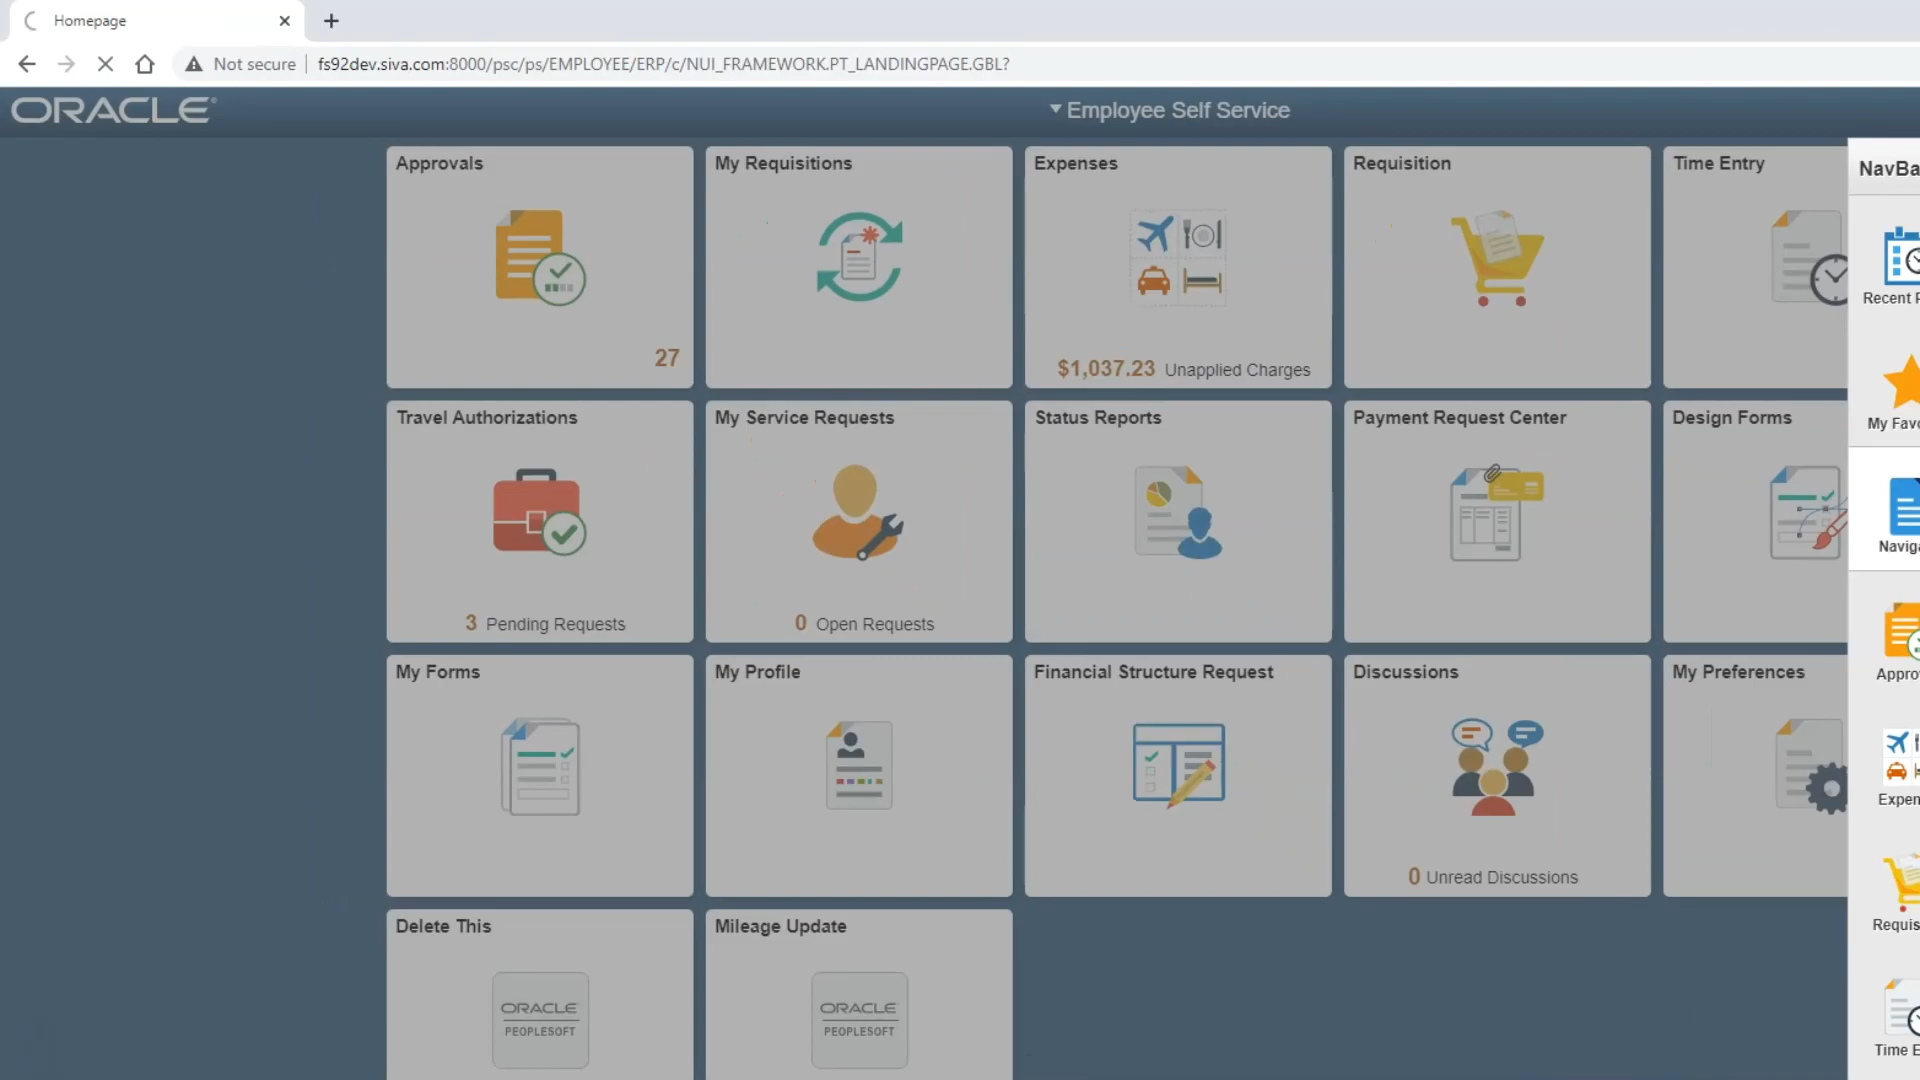 Homepage
Not secure
fs92dev.siva.com:8000/psc/ps/EMPLOYEE/ERP/c/NUI_FRAMEWORK.PT_LANDINGPAGE.GBL?
ORACLE
Employee Self Service
Approvals
My Requisitions
Expenses
Requisition
Time Entry
NavBa
Recent
27
$1,037.23 Unapplied Charges
My Favo
Travel Authorizations
My Service Requests
Status Reports
Payment Request Center
Design Forms
Naviga
3 Pending Requests
0 Open Requests
Appro
My Forms
My Profile
Financial Structure Request
Discussions
My Preferences
Expen
0 Unread Discussions
Requis
Delete This
Mileage Update
ORACLE
PEOPLESOFT
ORACLE
PEOPLESOFT
Time E